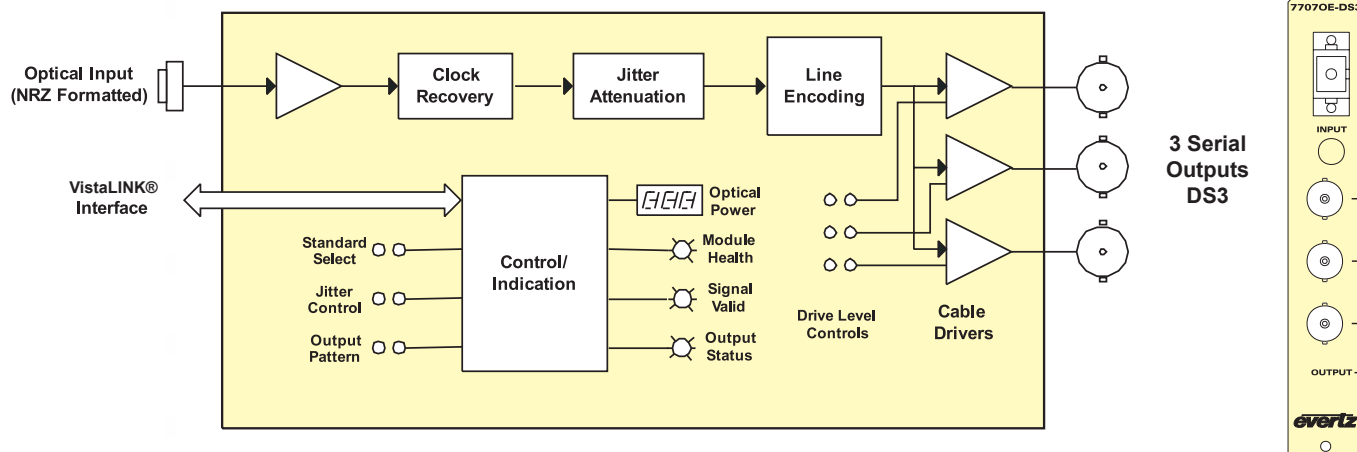 Optical Input
(NRZ Formatted)
Clock
Recovery
Jitter
Attenuation
Line
Encoding
3 Serial
Outputs
DS3
VistaLINK®
Interface
Standard
Select
Jitter
Control
Output
Pattern
Control/
Indication
Optical
Power
Module
Health
Signal
Valid
Output
Status
Drive Level
Controls
Cable
Drivers
7707OE-DS3
INPUT
OUTPUT
evertz